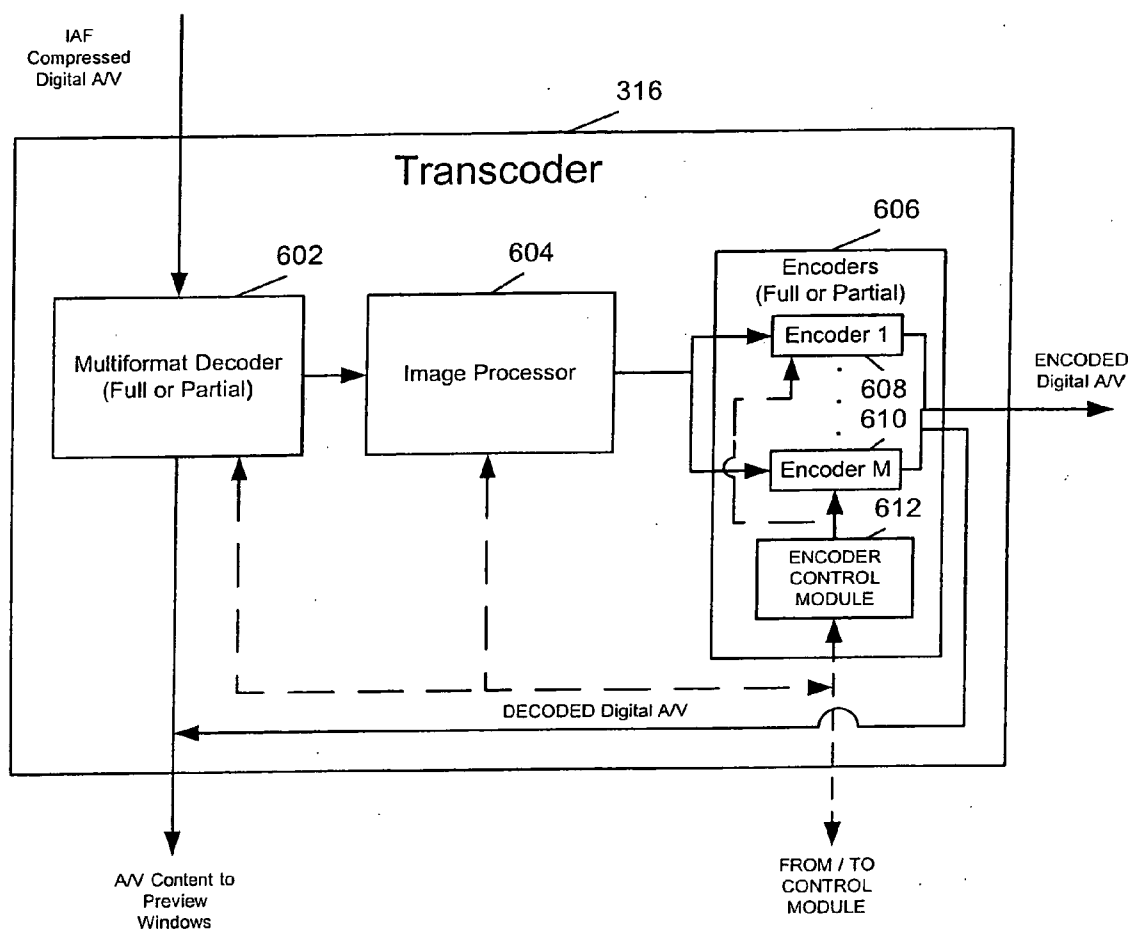 IAF
Compressed
Digital A/V
316
Transcoder
602
604
606
Multiformat Decoder
(Full or Partial)
Image Processor
Encoders
(Full or Partial)
Encoder 1
608
610
Encoder M
612
ENCODER
CONTROL
MODULE
ENCODED
Digital A/V
DECODED Digital A/V
A/V Content to
Preview
Windows
FROM / TO
CONTROL
MODULE